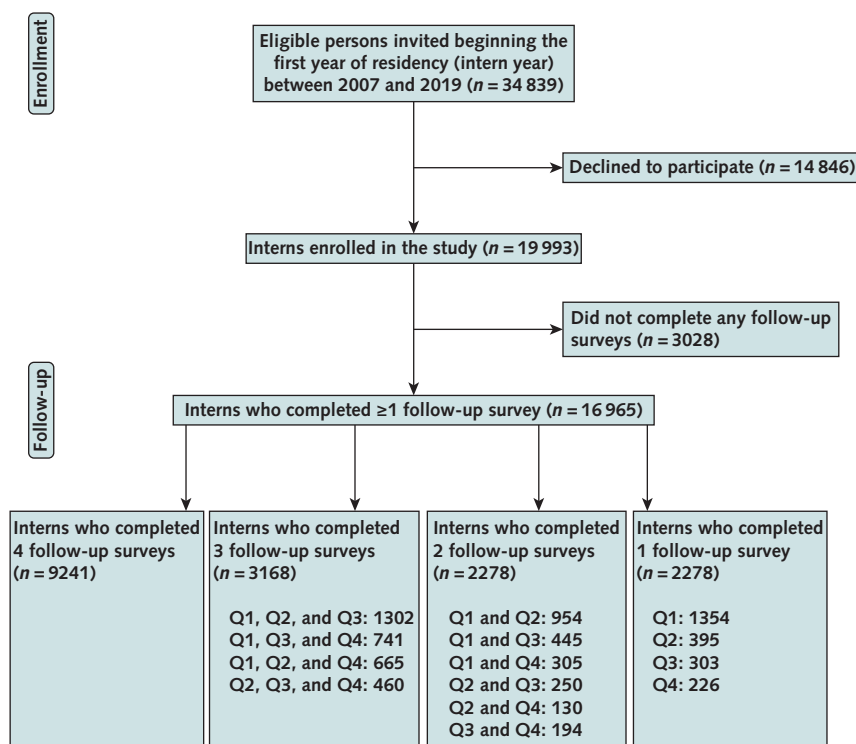 Enrollment
Eligible persons invited beginning the
first year of residency (intern year)
between 2007 and 2019 (n = 34 839)
Declined to participate (n = 14 846)
Interns enrolled in the study (n = 19 993)
Did not complete any follow-up
surveys (n = 3028)
Follow-up
Interns who completed ≥1 follow-up survey (n = 16 965)
Interns who completed
4 follow-up surveys
(n = 9241)
Interns who completed
3 follow-up surveys
(n = 3168)
Q1, Q2, and Q3: 1302
Q1, Q3, and Q4: 741
Q1, Q2, and Q4: 665
Q2, Q3, and Q4: 460
Interns who completed
2 follow-up surveys
(n = 2278)
Q1 and Q2: 954
Q1 and Q3: 445
Q1 and Q4: 305
Q2 and Q3: 250
Q2 and Q4: 130
Q3 and Q4: 194
Interns who completed
1 follow-up survey
(n = 2278)
Q1: 1354
Q2: 395
Q3: 303
Q4: 226